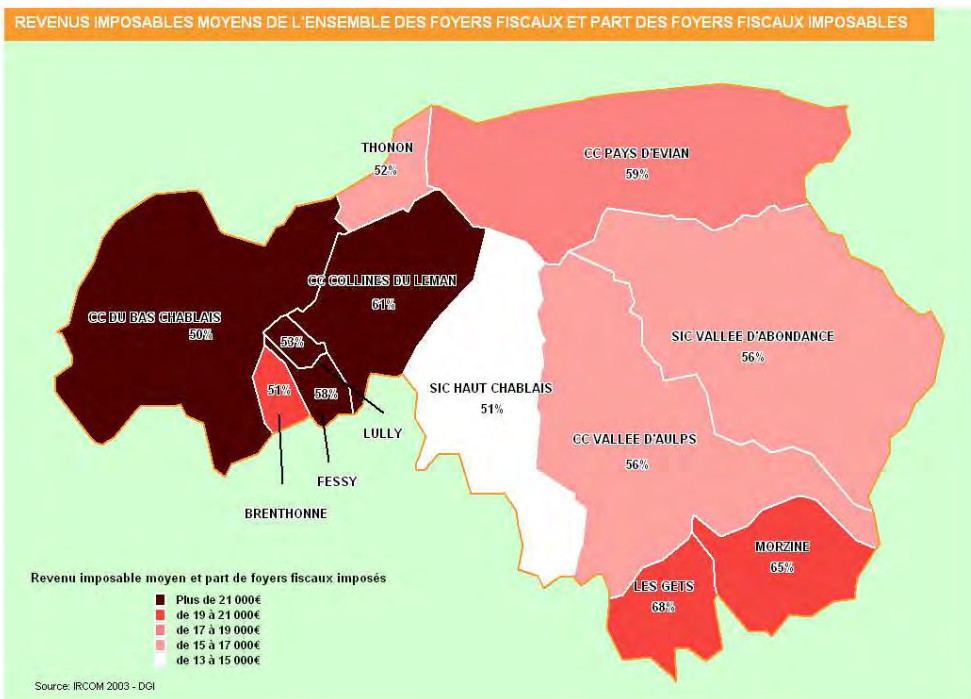 REVENUS IMPOSABLES MOYENS DE L'ENSEMBLE DES FOYERS FISCAUX ET PART DES FOYERS FISCAUX IMPOSABLES
THONON
52%
CC PAYS D'EVIAN
59%
CC COLLINES DU LEMAN
61%
CC DU BAS CHABLAIS
50%
SIC VALLEE D'ABONDANCE
56%
SIC HAUT CHABLAIS
51%
51%
58%
LULLY
CC VALLEE D'AULPS
56%
FESSY
BRENTHONNE
MORZINE
65%
LES GETS
68%
Revenu imposable moyen et part de foyers fiscaux imposés
Plus de 21 000€
de 19 à 21 000€
de 17 à 19 000€
de 15 à 17 000€
de 13 à 15 000€
Source: IRCOM 2003 - DGI